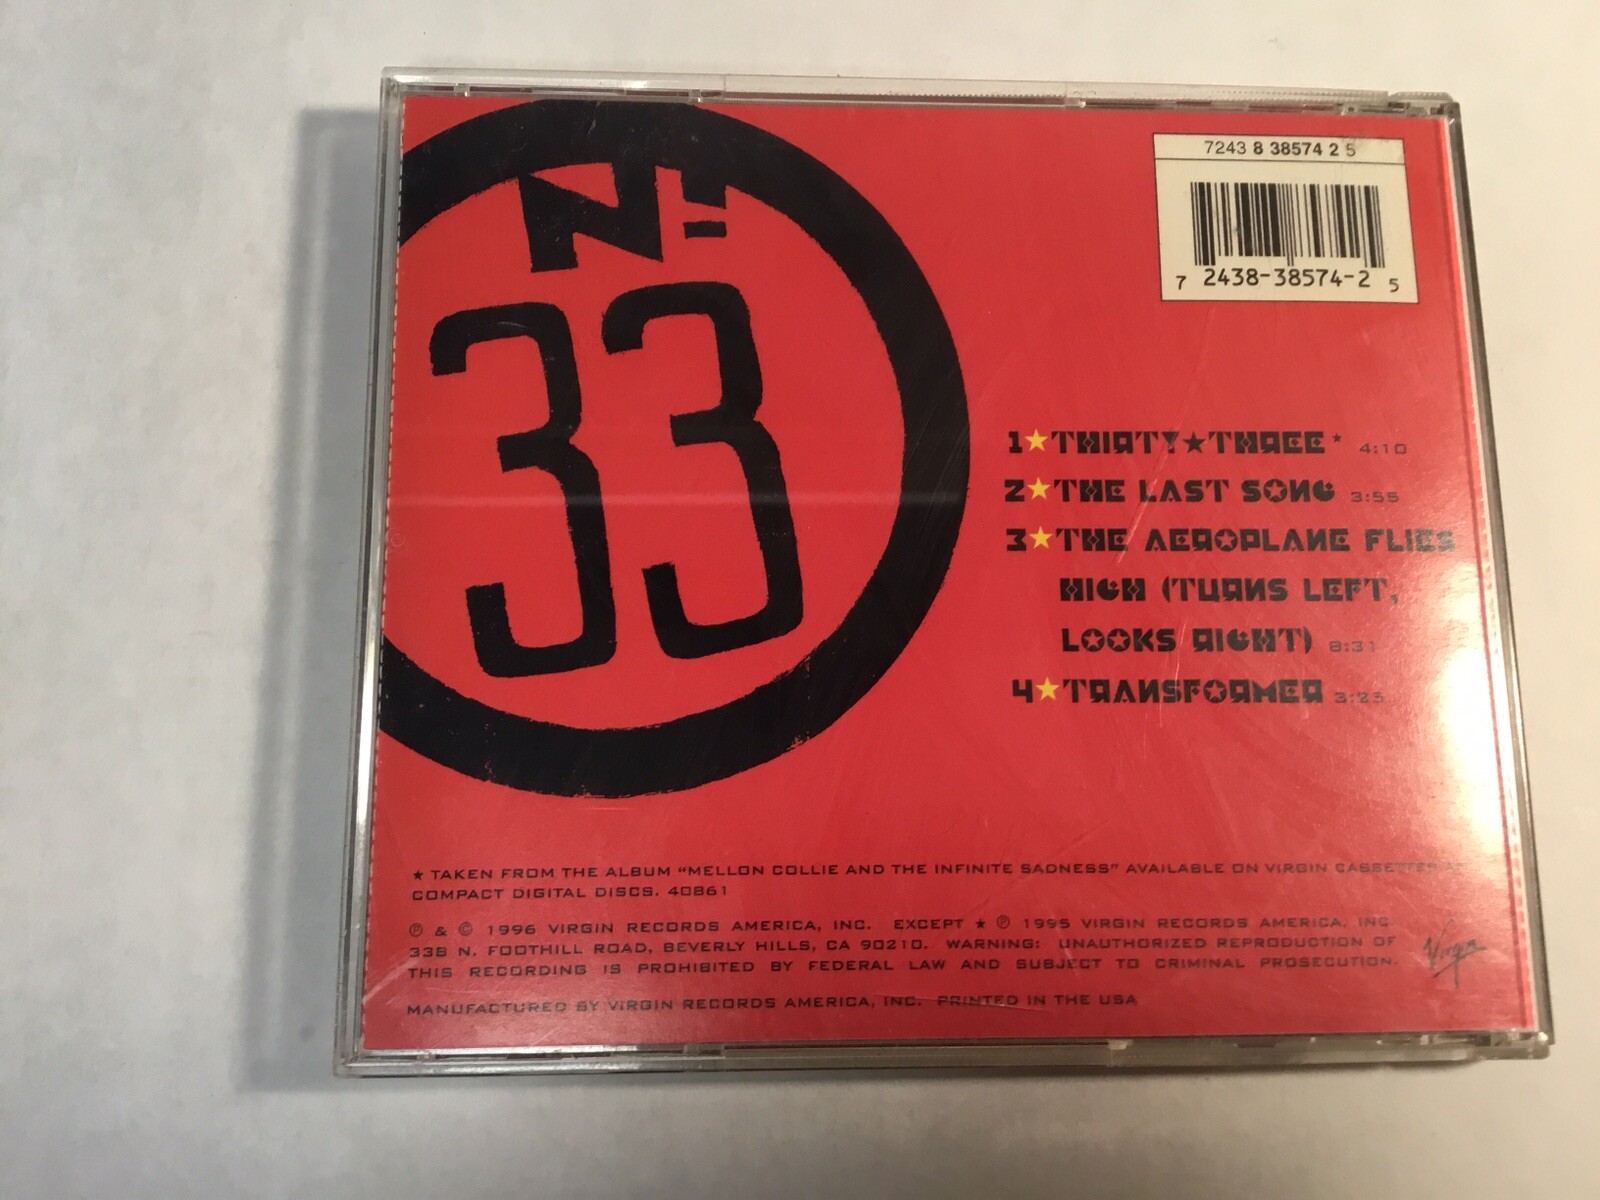 Nº
33
7243 8 38574 2 5
7 2438-38574-2 5
1★THIRTY★THREE* 4:10
2★THE LAST SONG 3:55
3★THE AEROPLANE FLIES
HIGH (TURNS LEFT,
LOOKS RIGHT) 8:31
4★TRANSFORMER 3:25
★ TAKEN FROM THE ALBUM “MELLON COLLIE AND THE INFINITE SADNESS” AVAILABLE ON VIRGIN CASSETTES
COMPACT DIGITAL DISCS. 40861
℗ & © 1996 VIRGIN RECORDS AMERICA, INC. EXCEPT ★ ℗ 1995 VIRGIN RECORDS AMERICA, INC.
338 N. FOOTHILL ROAD, BEVERLY HILLS, CA 90210. WARNING: UNAUTHORIZED REPRODUCTION OF
THIS RECORDING IS PROHIBITED BY FEDERAL LAW AND SUBJECT TO CRIMINAL PROSECUTION.
Virgin
MANUFACTURED BY VIRGIN RECORDS AMERICA, INC. PRINTED IN THE USA